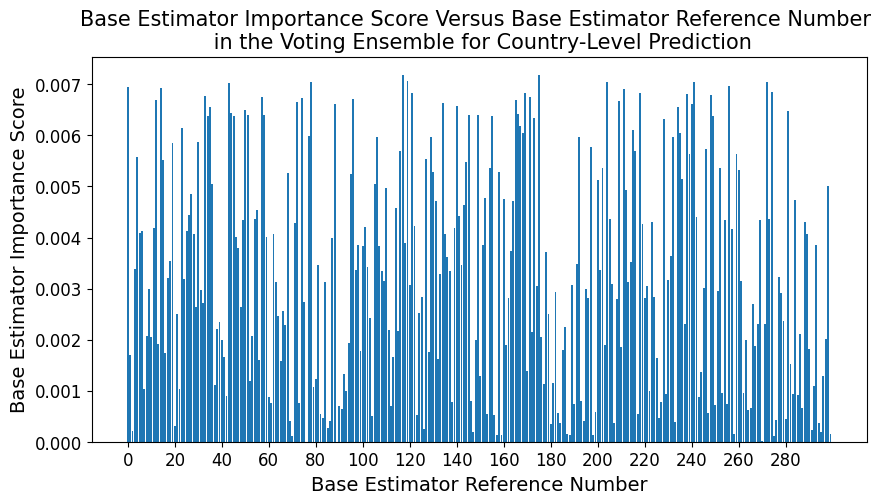 Base Estimator Importance Score Versus Base Estimator Reference Number
in the Voting Ensemble for Country-Level Prediction
Base Estimator Importance Score
0.007
0.006
0.005
0.004
0.003
0.002
0.001
0.000
0 20 40 60 80 100 120 140 160 180 200 220 240 260 280
Base Estimator Reference Number